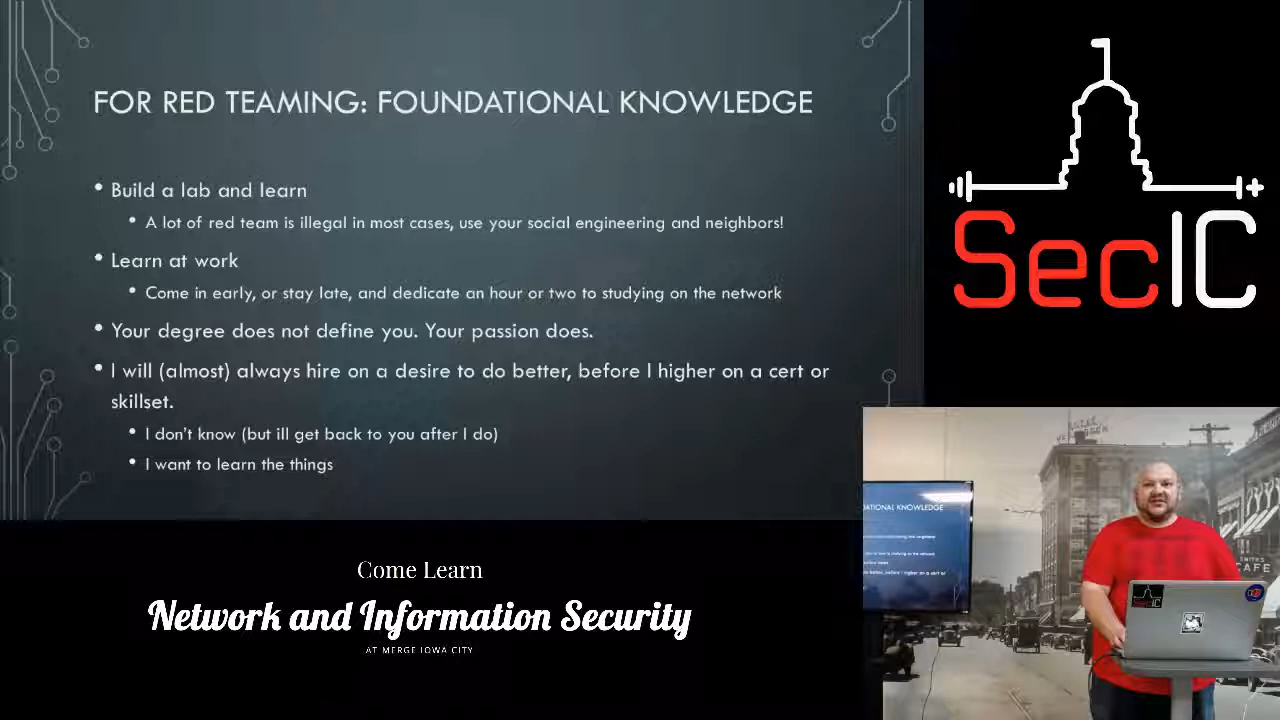 FOR RED TEAMING: FOUNDATIONAL KNOWLEDGE
• Build a lab and learn
• A lot of red team is illegal in most cases, use your social engineering and neighbors!
• Learn at work
• Come in early, or stay late, and dedicate an hour or two to studying on the network
• Your degree does not define you. Your passion does.
• I will (almost) always hire on a desire to do better, before I higher on a cert or
skillset.
• I don't know (but ill get back to you after I do)
• I want to learn the things
SecIC
Come Learn
Network and Information Security
AT MERGE IOWA CITY
ATIONAL KNOWLEDGE
CAFE
SecIC